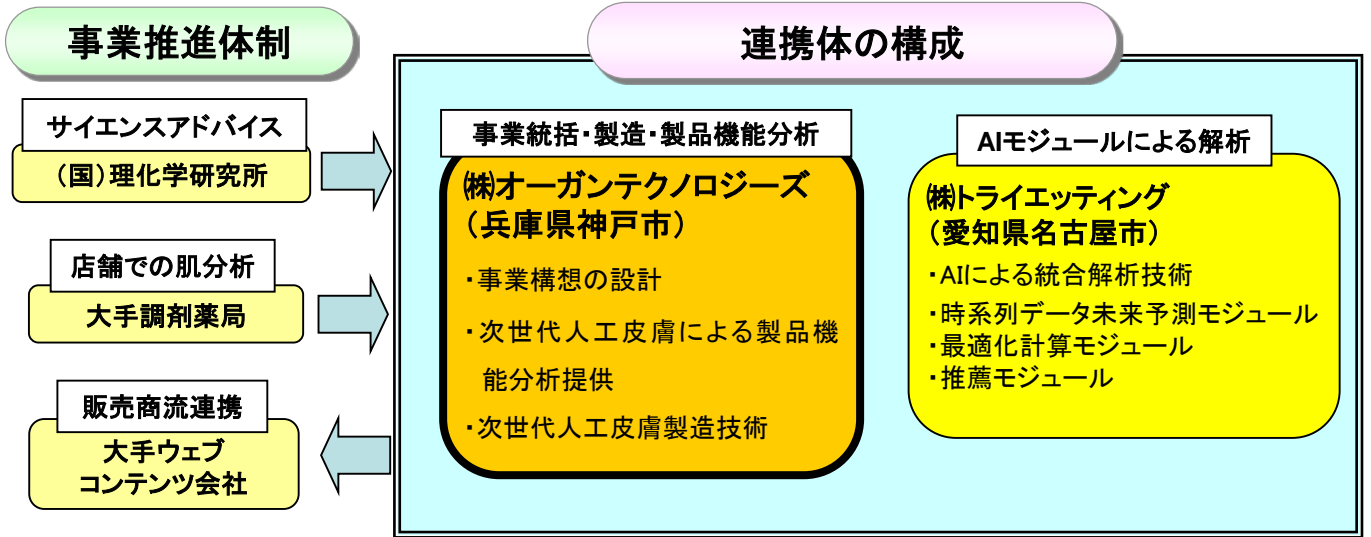 事業推進体制
連携体の構成
サイエンスアドバイス
（国）理化学研究所
店舗での肌分析
大手調剤薬局
販売商流連携
大手ウェブ
コンテンツ会社
事業統括・製造・製品機能分析
㈱オーガンテクノロジーズ
（兵庫県神戸市）
・事業構想の設計
・次世代人工皮膚による製品機
能分析提供
・次世代人工皮膚製造技術
AIモジュールによる解析
㈱トライエッティング
（愛知県名古屋市）
・AIによる統合解析技術
・時系列データ未来予測モジュール
・最適化計算モジュール
・推薦モジュール